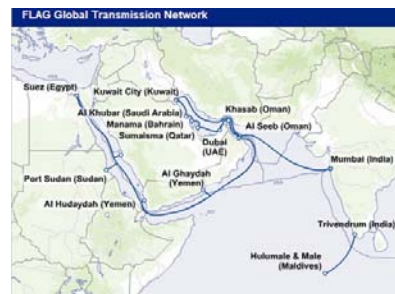 FLAG Global Transmission Network
Suez (Egypt)
Kuwait City (Kuwait)
Al Khubar (Saudi Arabia)
Manama (Bahrain)
Sumaisma (Qatar)
Dubai
(UAE)
Khasab (Oman)
Al Seeb (Oman)
Mumbai (India)
Al Ghaydah
(Yemen)
Port Sudan (Sudan)
Al Hudaydah (Yemen)
Trivendrum (India)
Hulumale & Male
(Maldives)